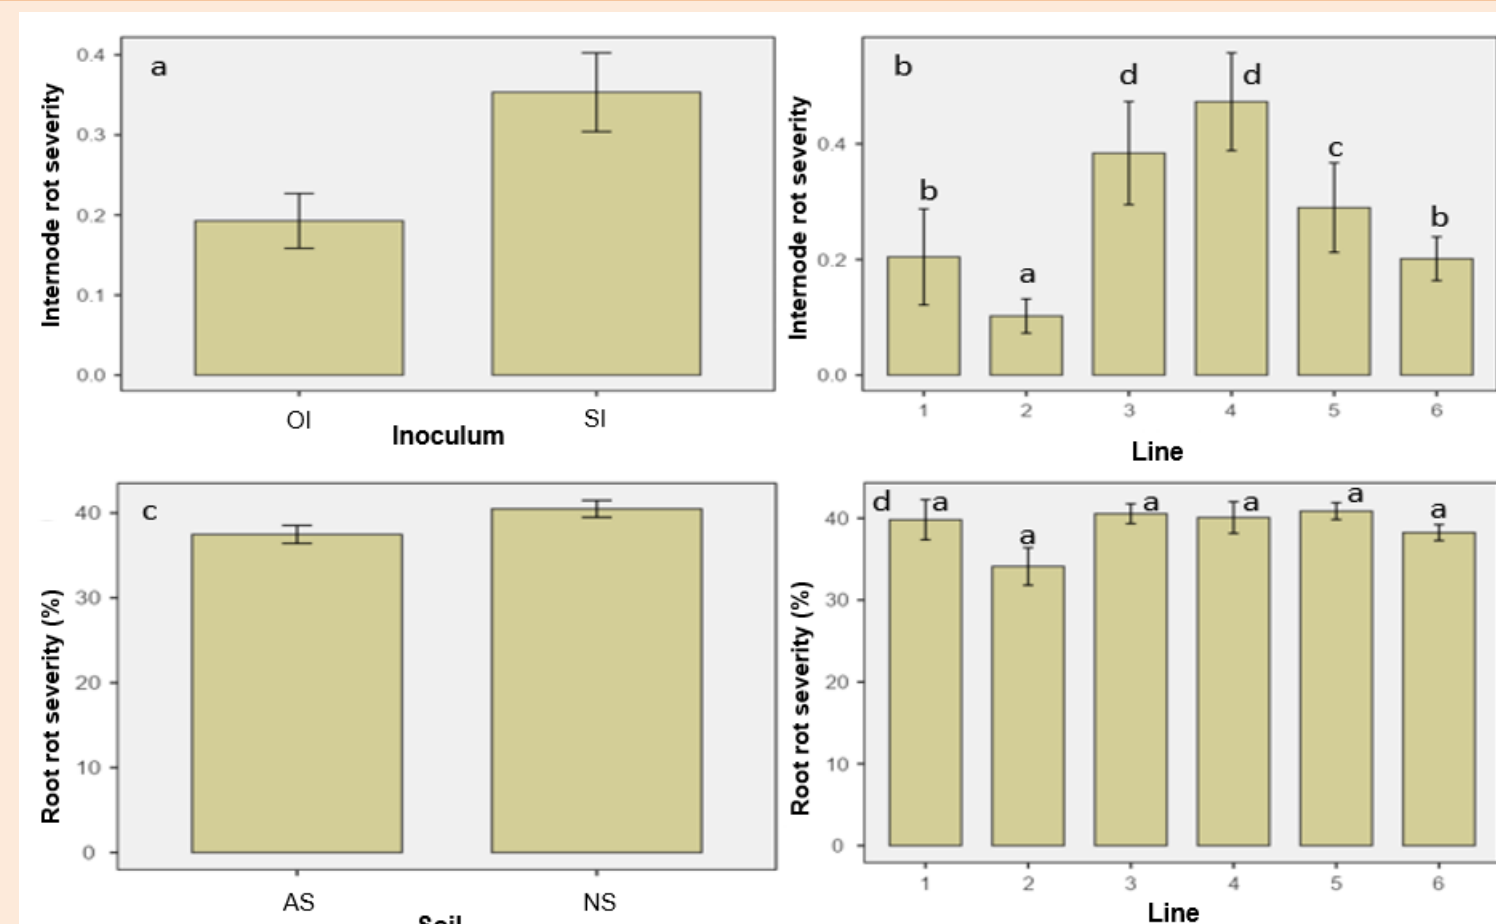 a
Internode rot severity
0.4
0.3
0.2
0.1
0.0
OI SI
Inoculum
b
Internode rot severity
0.4
0.2
0.0
b a d d c b
1 2 3 4 5 6
Line
c
Root rot severity (%)
40
30
20
10
0
AS NS
Soil
d
Root rot severity (%)
40
30
20
10
0
a a a a a a
1 2 3 4 5 6
Line